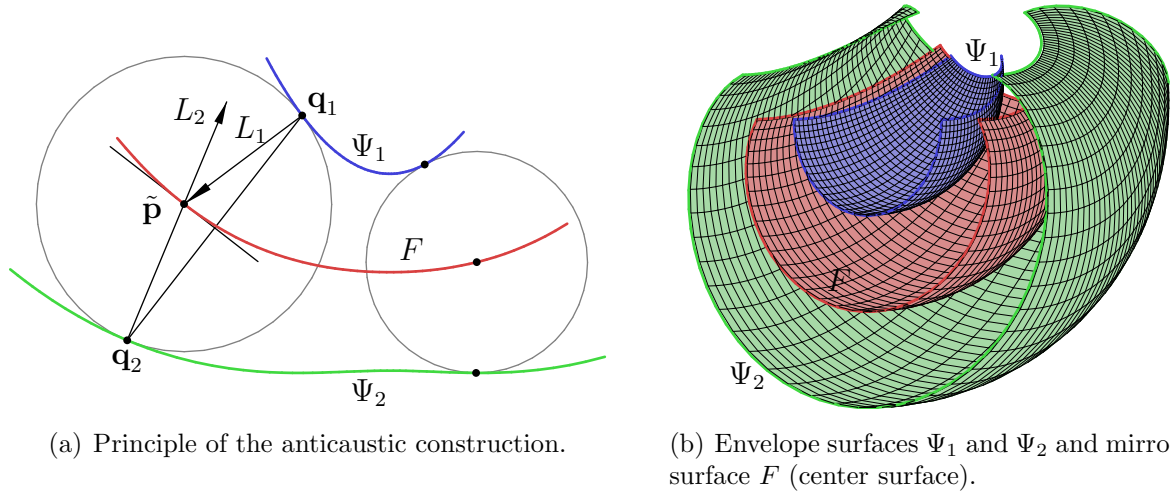 L₂
L₁
q₁
Ψ₁
p̃
F
q₂
Ψ₂
(a) Principle of the anticaustic construction.
Ψ₁
F
Ψ₂
(b) Envelope surfaces Ψ₁ and Ψ₂ and mirro
surface F (center surface).